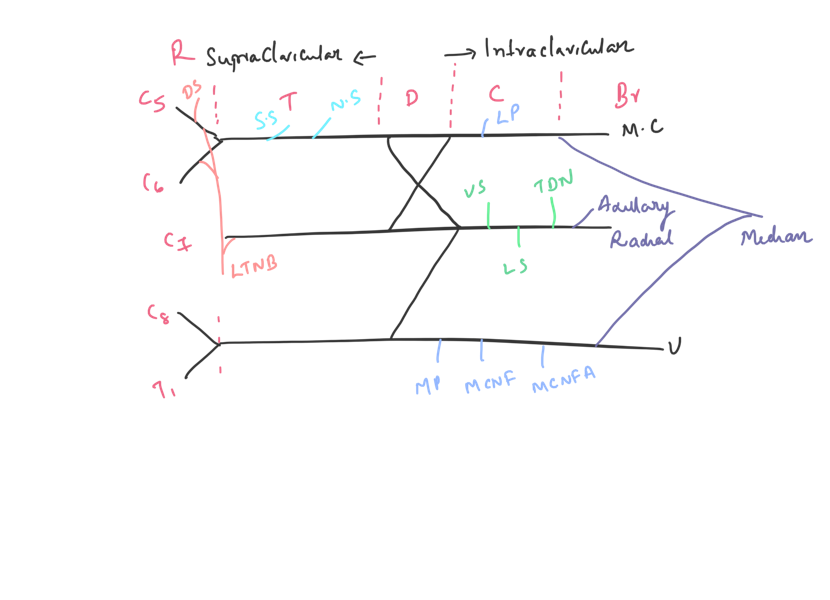 R Supraclavicular ← → Infraclavicular
C5 DS T D C Br
S.S N.S LP M.C
C6
VS TDN Axillary
C7 Radial Median
LTNB LS
C8
U
T1 MP MCNF MCNFA